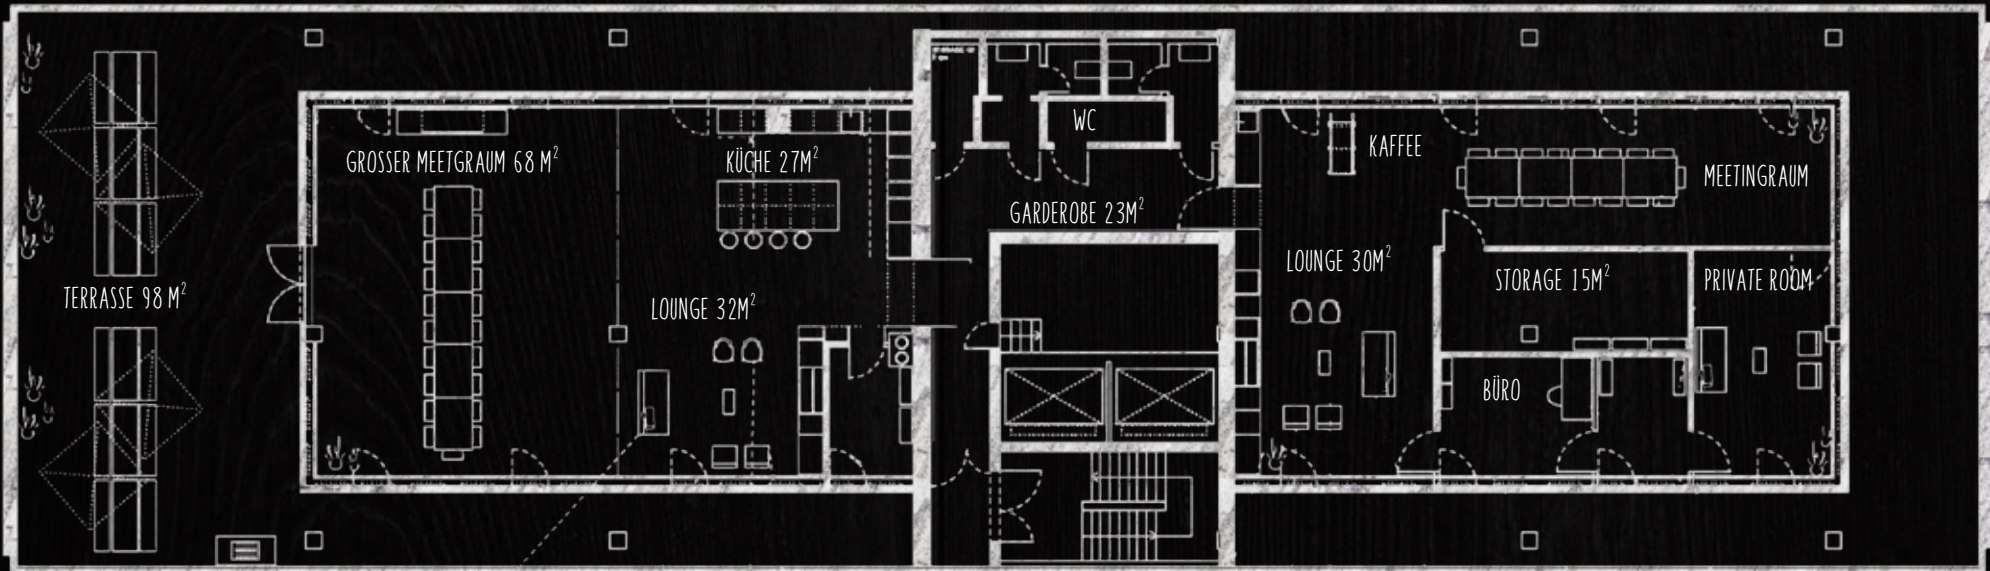 WC
KAFFEE
GROSSER MEETGRAUM 68 M²
KÜCHE 27M²
MEETINGRAUM
GARDEROBE 23M²
LOUNGE 30M²
STORAGE 15M²
PRIVATE ROOM
TERRASSE 98 M²
LOUNGE 32M²
BÜRO